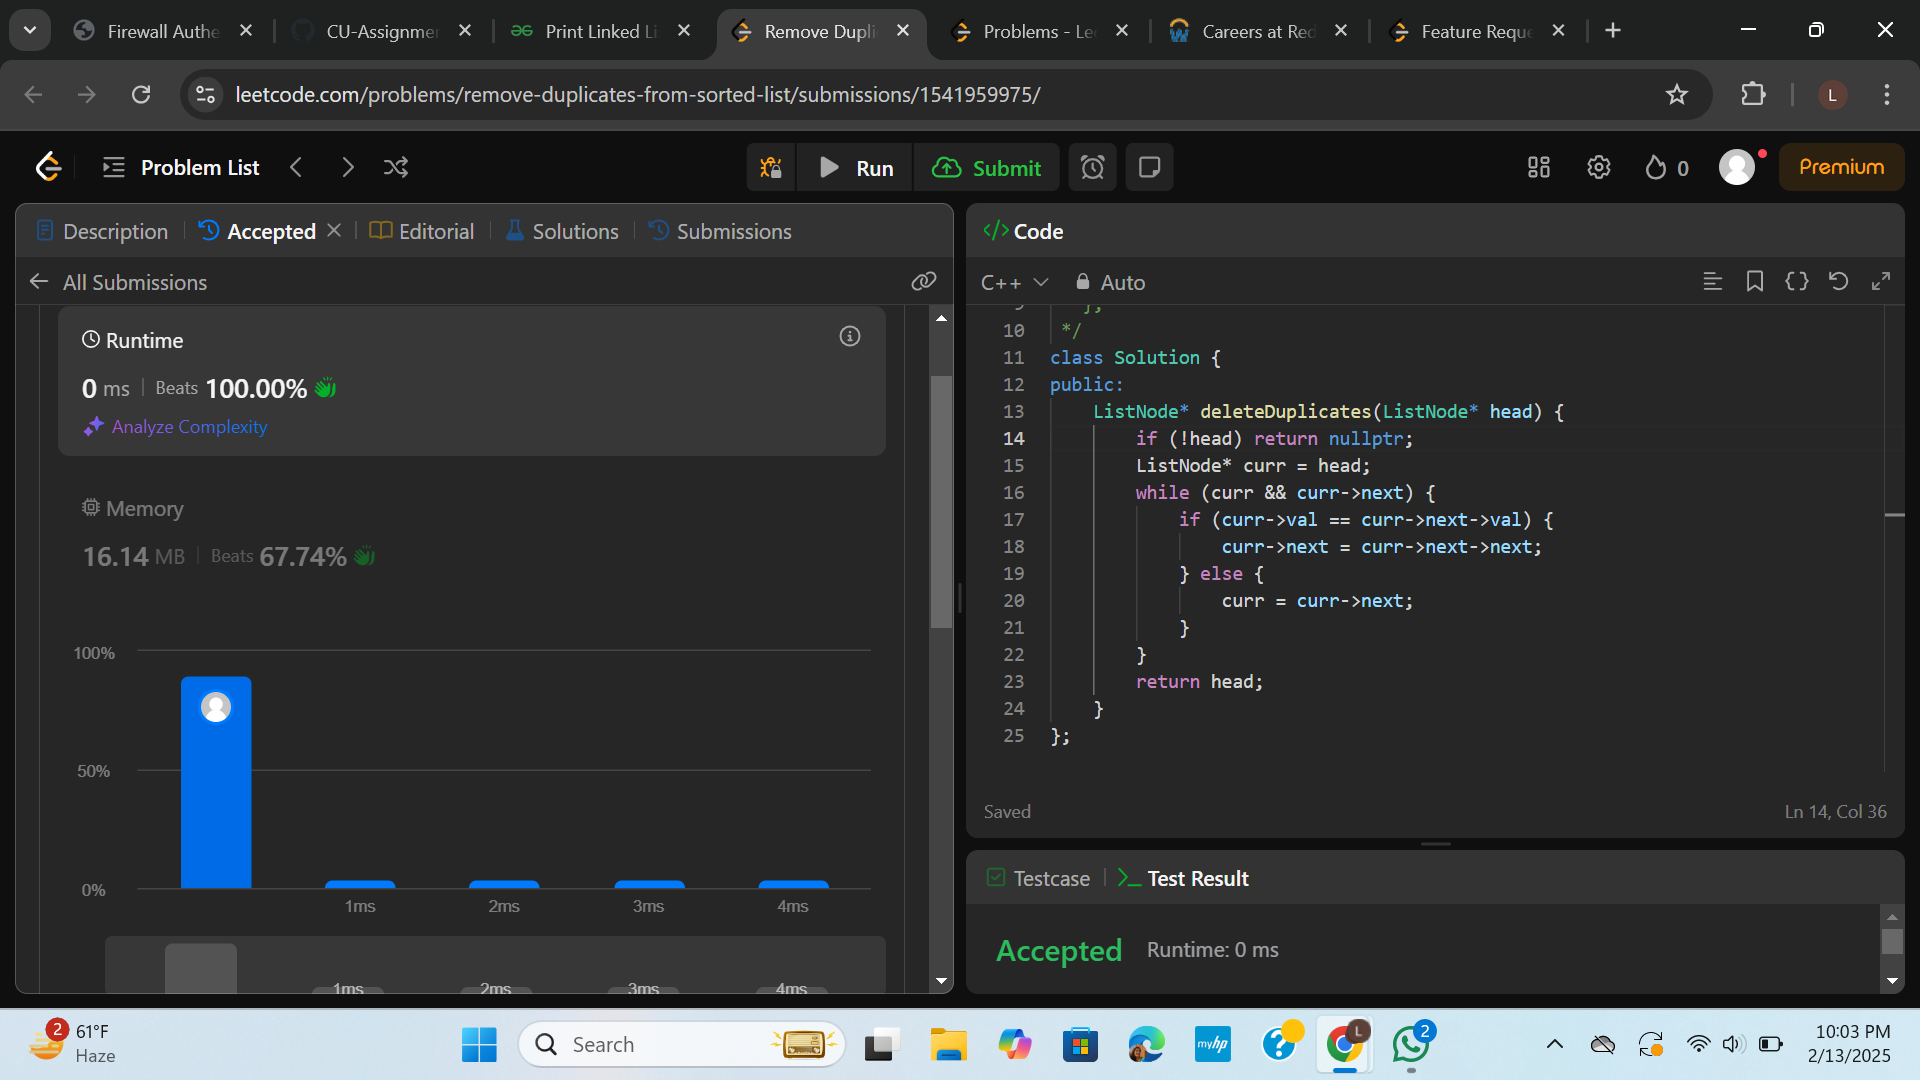 Firewall Authe
CU-Assignmer
Print Linked Li
Remove Dupli
Problems - Le
Careers at Red
Feature Reque
leetcode.com/problems/remove-duplicates-from-sorted-list/submissions/1541959975/
L
Problem List
Run
Submit
0
Premium
Description
Accepted
Editorial
Solutions
Submissions
All Submissions
Runtime
0 ms | Beats 100.00%
Analyze Complexity
Memory
16.14 MB | Beats 67.74%
100%
50%
0%
1ms 2ms 3ms 4ms
1ms 2ms 3ms 4ms
</> Code
C++ Auto
9 };
10 */
11 class Solution {
12 public:
13 ListNode* deleteDuplicates(ListNode* head) {
14 if (!head) return nullptr;
15 ListNode* curr = head;
16 while (curr && curr->next) {
17 if (curr->val == curr->next->val) {
18 curr->next = curr->next->next;
19 } else {
20 curr = curr->next;
21 }
22 }
23 return head;
24 }
25 };
Saved
Ln 14, Col 36
Testcase
Test Result
Accepted Runtime: 0 ms
2
61°F
Haze
Search
myhp
L
2
10:03 PM
2/13/2025